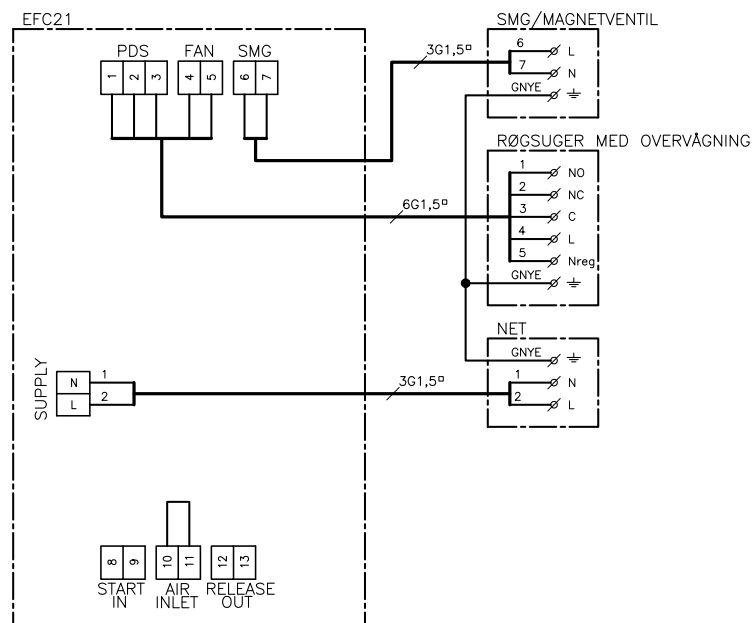 EFC21
SMG/MAGNETVENTIL
PDS FAN SMG
1 2 3 4 5 6 7
3G1,5▫
6 L
7 N
GNYE
RØGSUGER MED OVERVÅGNING
6G1,5▫
1 NO
2 NC
3 C
4 L
5 Nreg
GNYE
NET
GNYE
SUPPLY
N 1
L 2
3G1,5▫
1 N
2 L
8 9 10 11 12 13
START IN
AIR INLET
RELEASE OUT